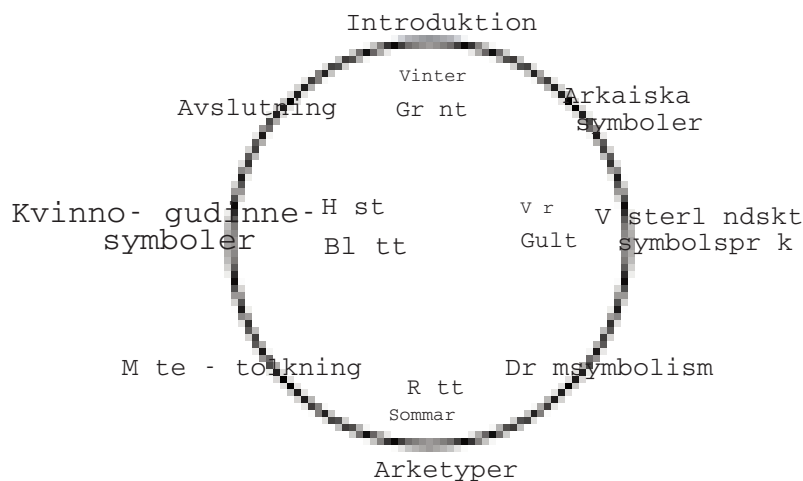 Introduktion
Vinter
Gr nt
Arkaiska
symboler
Avslutning
Kvinno- gudinne-
symboler
H st
Bl tt
V r
Gult
V sterl ndskt
symbolspr k
M te - tolkning
Dr msymbolism
R tt
Sommar
Arketyper